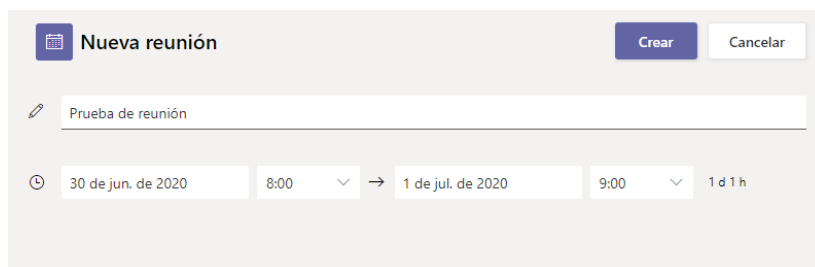 Nueva reunión Crear Cancelar
Prueba de reunión
30 de jun. de 2020 8:00 → 1 de jul. de 2020 9:00 1 d 1 h